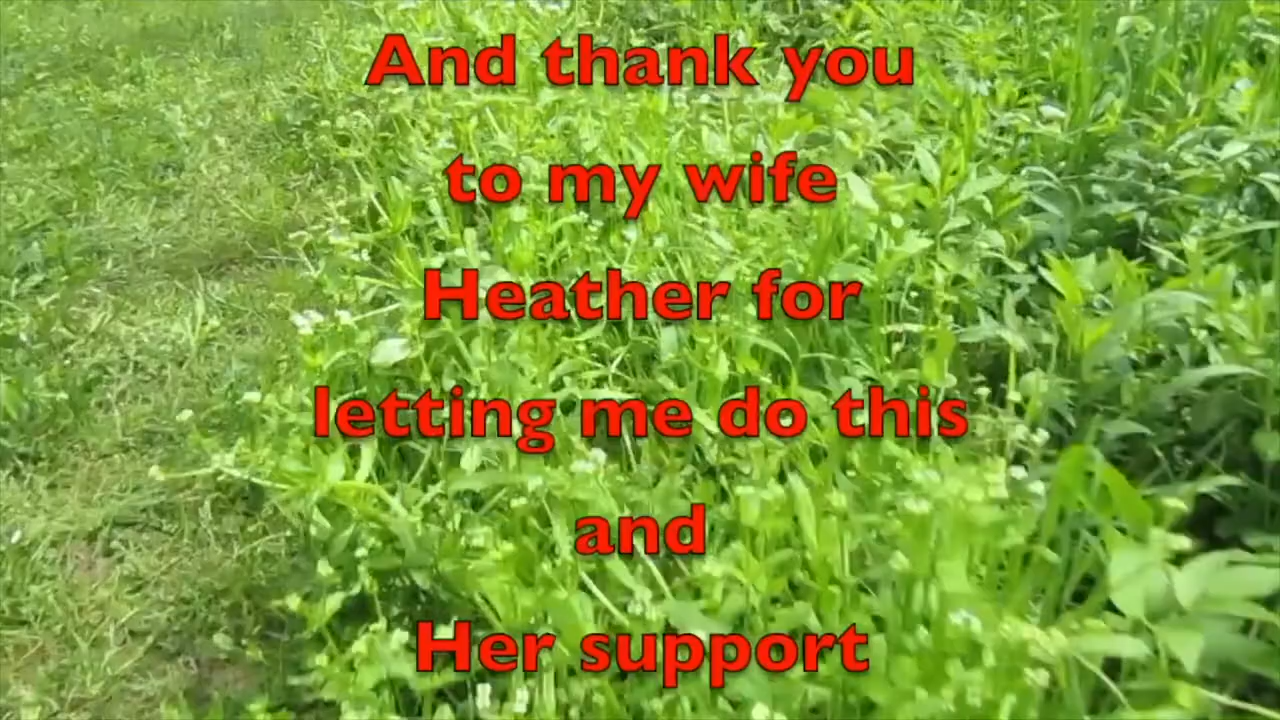 And thank you
to my wife
Heather for
letting me do this
and
Her support